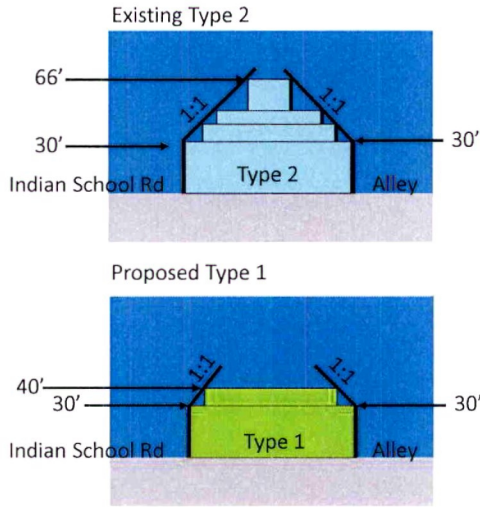 Existing Type 2
66’
1:1
1:1
30’
30’
Type 2
Indian School Rd
Alley
Proposed Type 1
1:1
1:1
40’
30’
30’
Indian School Rd
Type 1
Alley